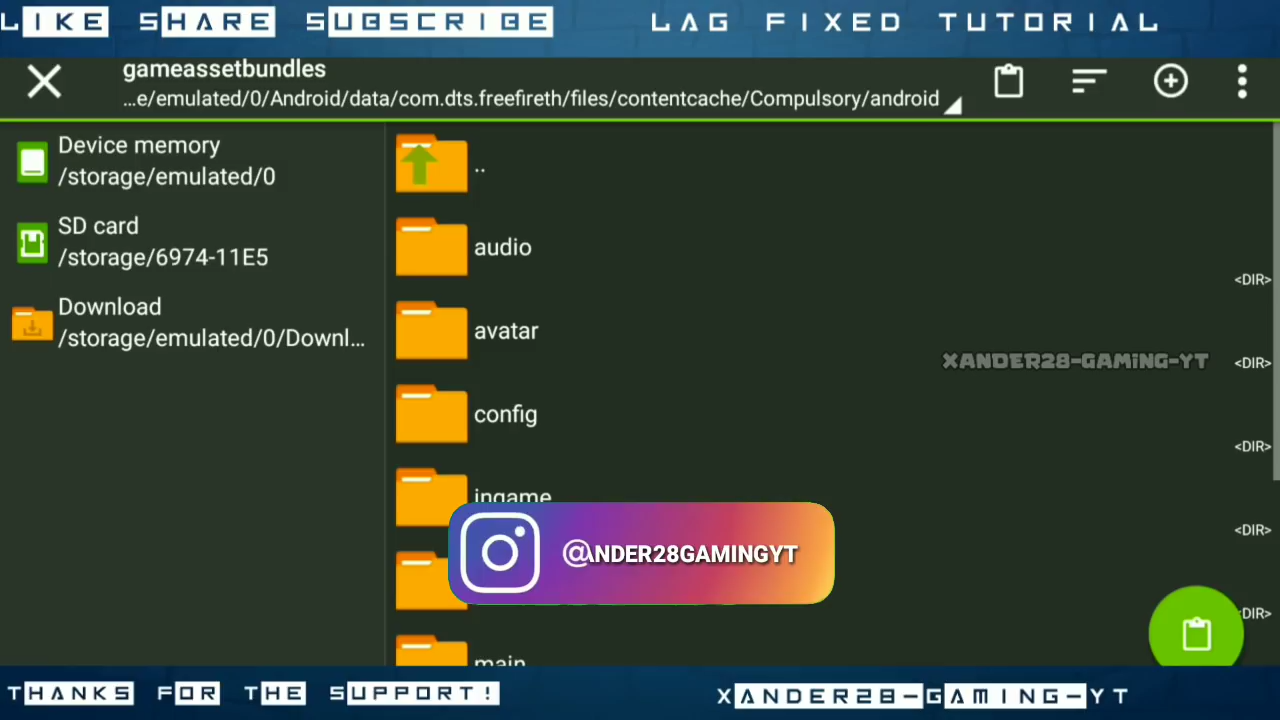 LIKE SHARE SUBSCRIBE
LAG FIXED TUTORIAL
gameassetbundles
...e/emulated/0/Android/data/com.dts.freefireth/files/contentcache/Compulsory/android
Device memory
/storage/emulated/0
SD card
/storage/6974-11E5
Download
/storage/emulated/0/Downl...
..
audio
<DIR>
avatar
<DIR>
XANDER28-GAMING-YT
config
<DIR>
ingame
<DIR>
@ANDER28GAMINGYT
<DIR>
main
THANKS FOR THE SUPPORT!
XANDER28-GAMING-YT